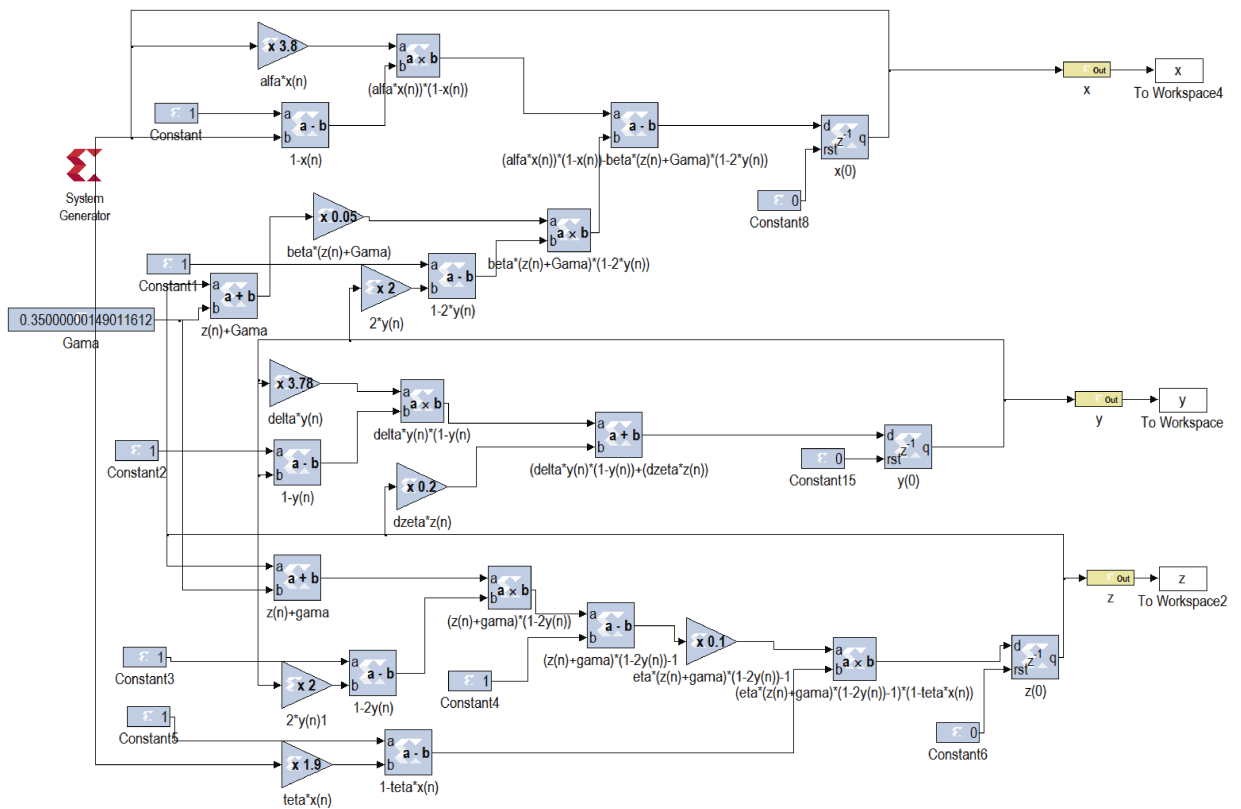 x 3.8
alfa*x(n)
a
b
a × b
(alfa*x(n))*(1-x(n))
1
Constant
a
b
a - b
1-x(n)
a
b
a - b
(alfa*x(n))*(1-x(n))-beta*(z(n)+Gama)*(1-2*y(n))
d
rst
z-1
q
x(0)
0
Constant8
Out
x
x
To Workspace4
System
Generator
x 0.05
beta*(z(n)+Gama)
a
b
a × b
beta*(z(n)+Gama)*(1-2*y(n))
1
Constant1
a
b
a + b
z(n)+Gama
0.35000000149011612
Gama
x 2
2*y(n)
a
b
a - b
1-2*y(n)
x 3.78
delta*y(n)
a
b
a × b
delta*y(n)*(1-y(n)
1
Constant2
a
b
a - b
1-y(n)
x 0.2
dzeta*z(n)
a
b
a + b
(delta*y(n)*(1-y(n))+(dzeta*z(n))
0
Constant15
d
rst
z-1
q
y(0)
Out
y
y
To Workspace
a
b
a + b
z(n)+gama
a
b
a × b
(z(n)+gama)*(1-2y(n))
a
b
a - b
(z(n)+gama)*(1-2y(n))-1
x 0.1
eta*(z(n)+gama)*(1-2y(n))-1
a
b
a × b
(eta*(z(n)+gama)*(1-2y(n))-1)*(1-teta*x(n))
d
rst
z-1
q
z(0)
Out
z
z
To Workspace2
1
Constant3
x 2
2*y(n)1
a
b
a - b
1-2y(n)
1
Constant4
1
Constant5
x 1.9
teta*x(n)
a
b
a - b
1-teta*x(n)
0
Constant6